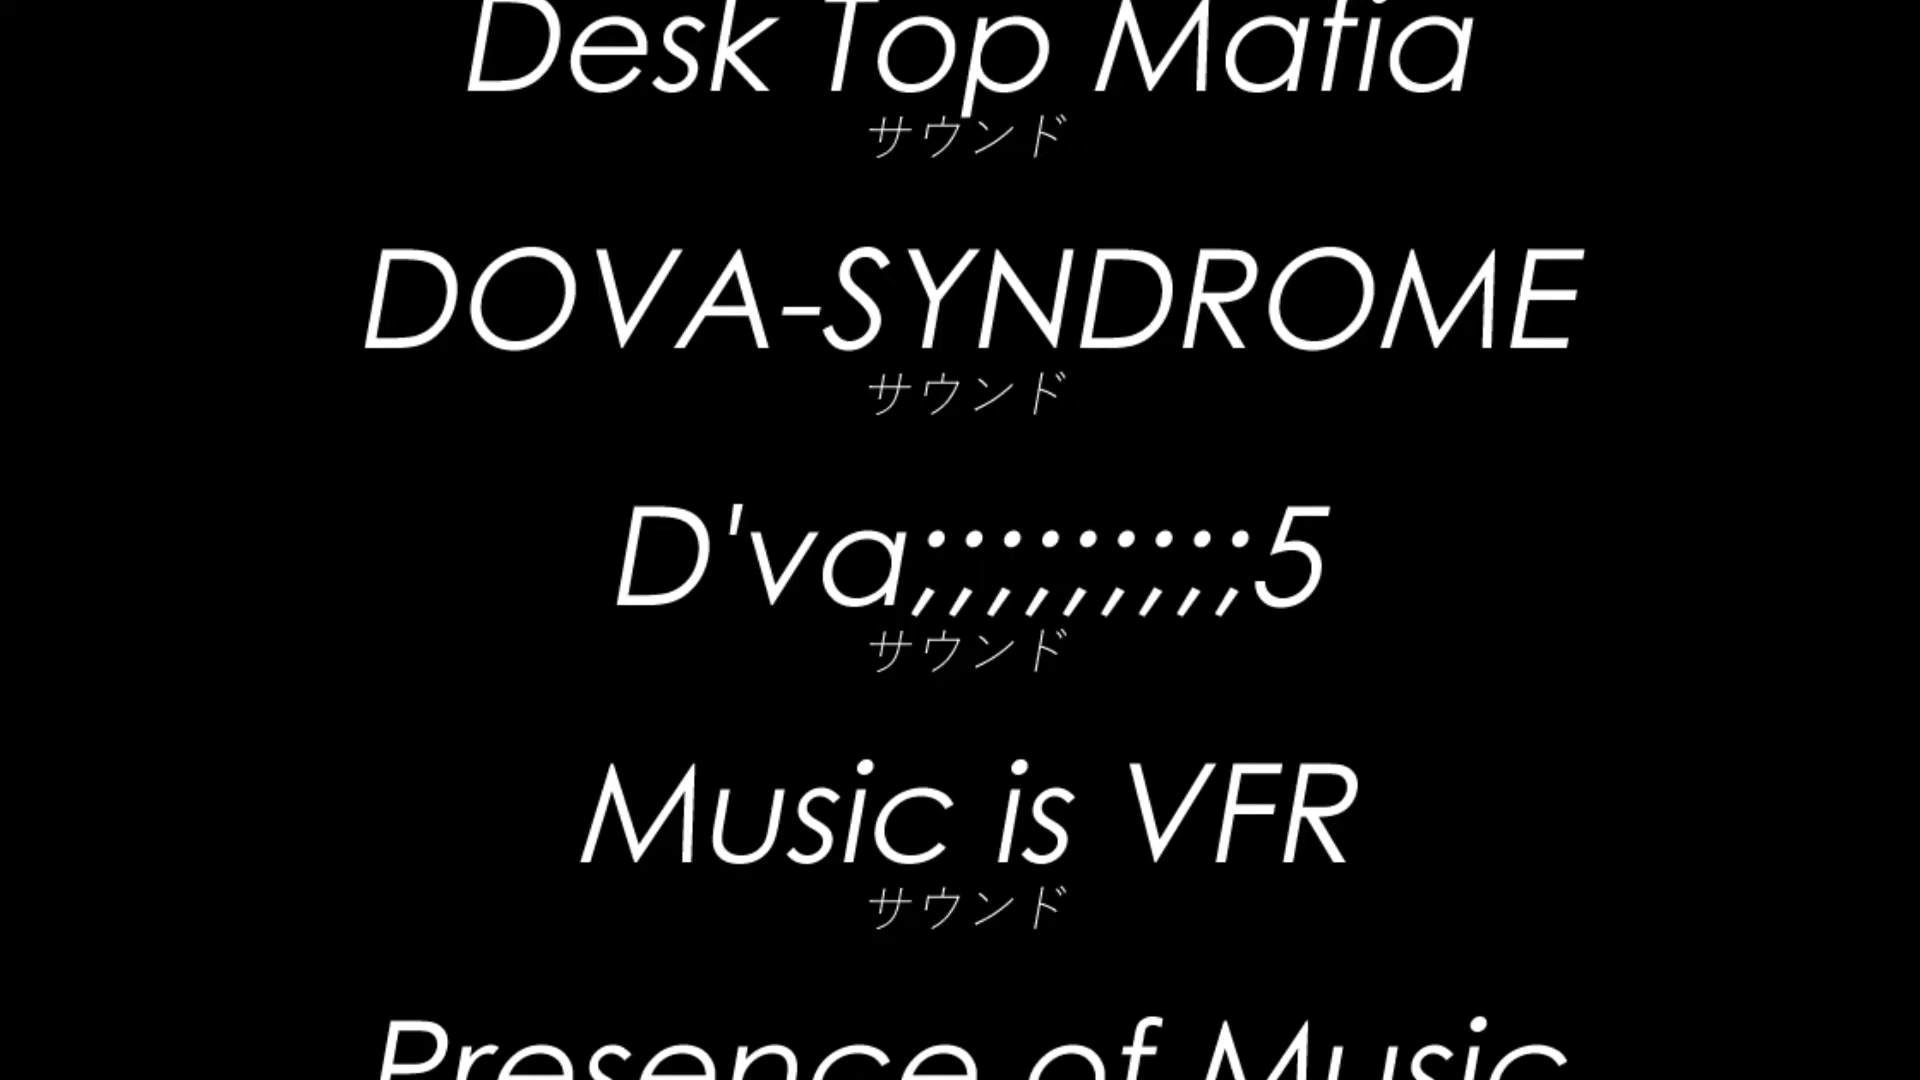 Desk Top Mafia
サウンド
DOVA-SYNDROME
サウンド
D'va;;;;;;;;;5
サウンド
Music is VFR
サウンド
Presence of Music